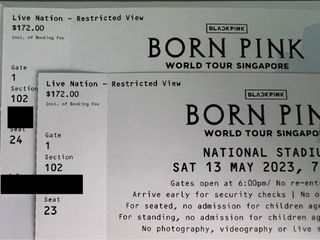 Live Nation - Restricted View
$172.00
Incl. of Booking Fee
Gate
1
Section
102
Seat
24
BLACKPINK
BORN PINK
WORLD TOUR SINGAPORE
Live Nation - Restricted View
$172.00
Incl. of Booking Fee
Gate
1
Section
102
23
BLACKPINK
BORN PIN
WORLD TOUR SINGAPO
NATIONAL STADIU
SAT 13 MAY 2023, 7
Gates open at 6:00pm/ No re-ent
Arrive early for security checks | No o
For seated, no admission for children age
For standing, no admission for children ag
No photography, videography or live s